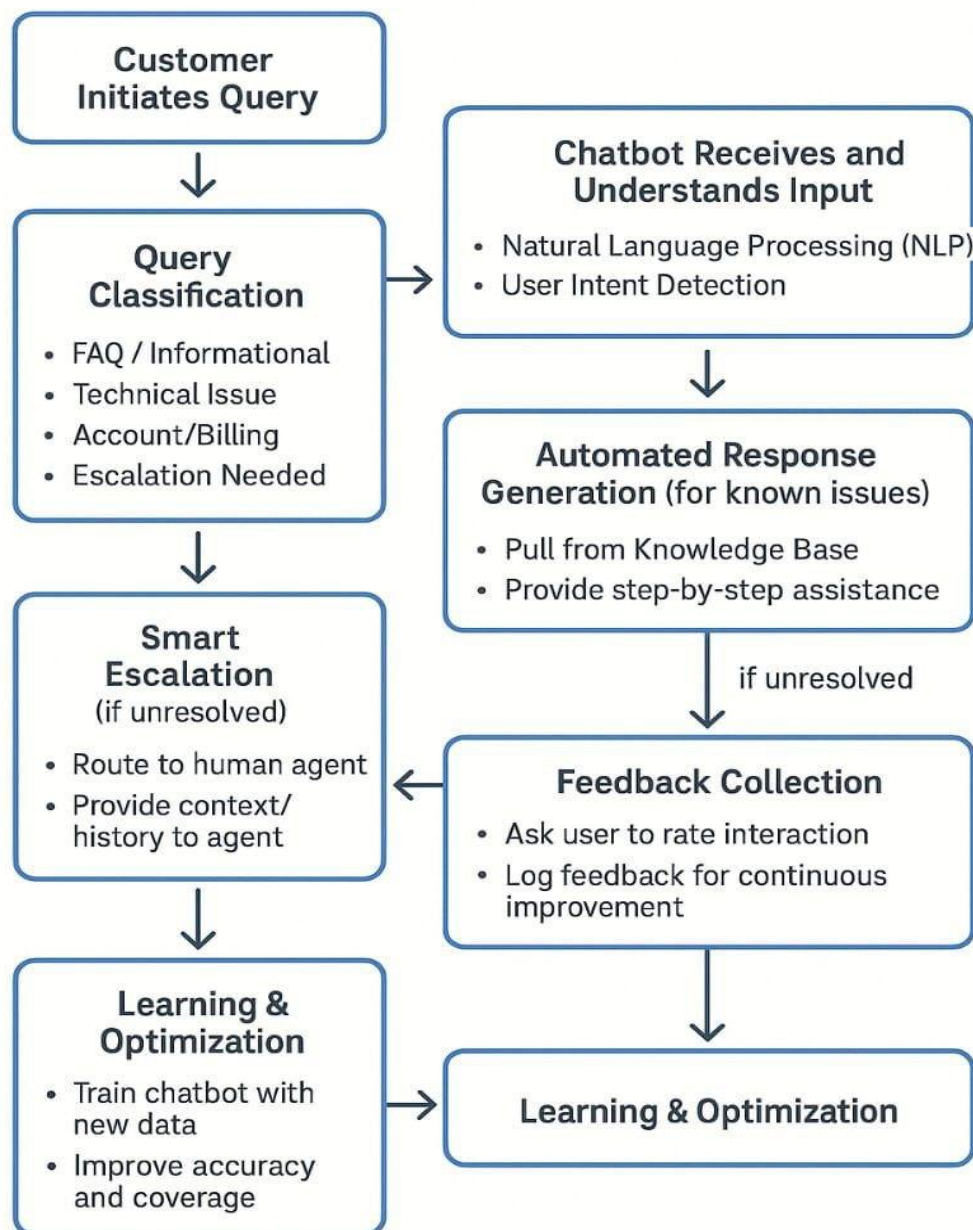 Customer
Initiates Query
Query
Classification
• FAQ / Informational
• Technical Issue
• Account/Billing
• Escalation Needed
Chatbot Receives and
Understands Input
• Natural Language Processing (NLP)
• User Intent Detection
Automated Response
Generation (for known issues)
• Pull from Knowledge Base
• Provide step-by-step assistance
if unresolved
Feedback Collection
• Ask user to rate interaction
• Log feedback for continuous
improvement
Smart
Escalation
(if unresolved)
• Route to human agent
• Provide context/
history to agent
Learning &
Optimization
• Train chatbot with
new data
• Improve accuracy
and coverage
Learning & Optimization